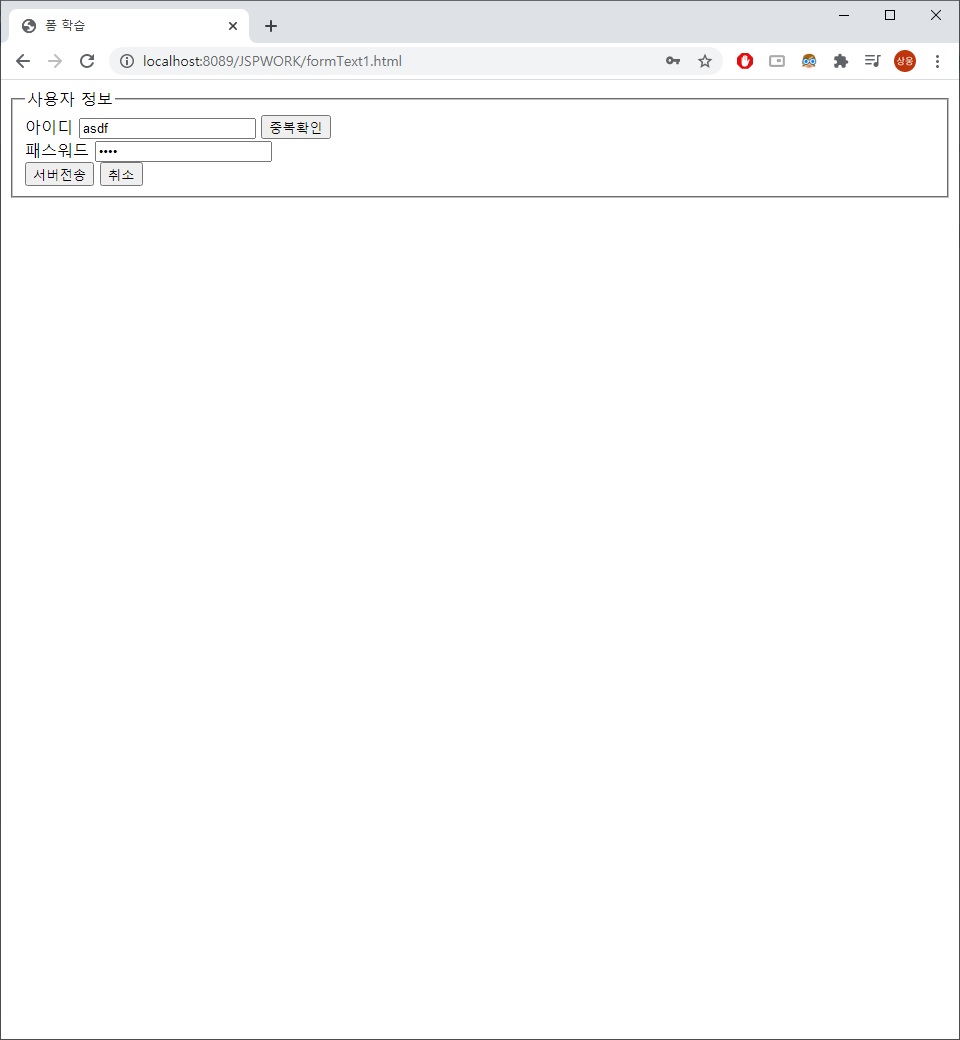 폼 학습
localhost:8089/JSPWORK/formText1.html
상웅
사용자 정보
아이디 asdf 중복확인
패스워드 ••••
서버전송 취소